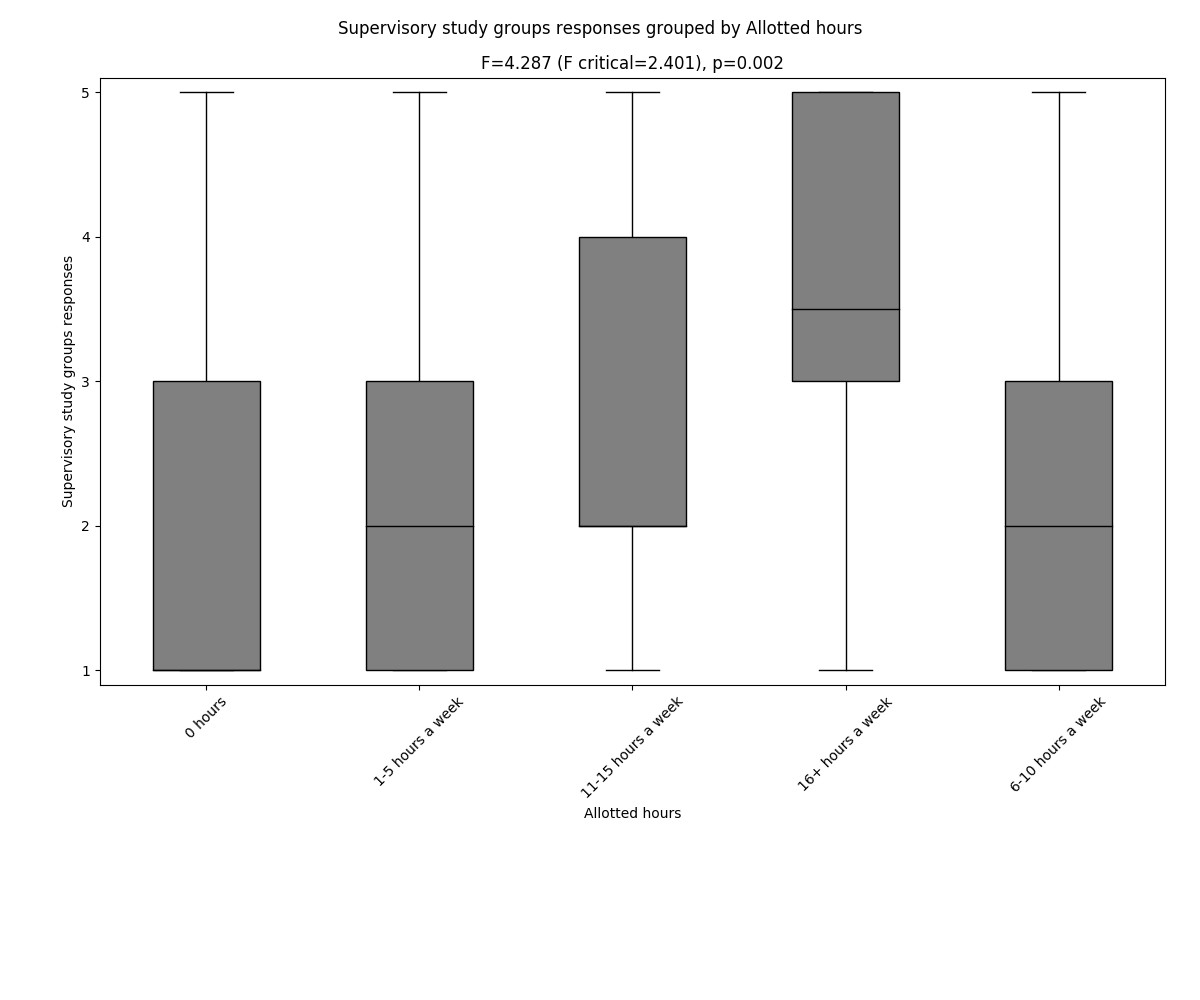 Supervisory study groups responses grouped by Allotted hours
F=4.287 (F critical=2.401), p=0.002
Supervisory study groups responses
5
4
3
2
1
0 hours
1-5 hours a week
11-15 hours a week
16+ hours a week
6-10 hours a week
Allotted hours